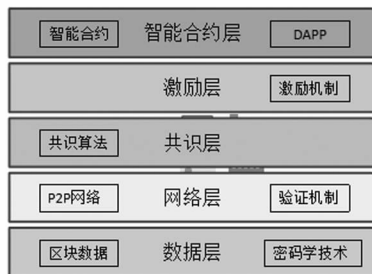 智能合约 智能合约层 DAPP
激励层 激励机制
共识算法 共识层
P2P网络 网络层 验证机制
区块数据 数据层 密码学技术